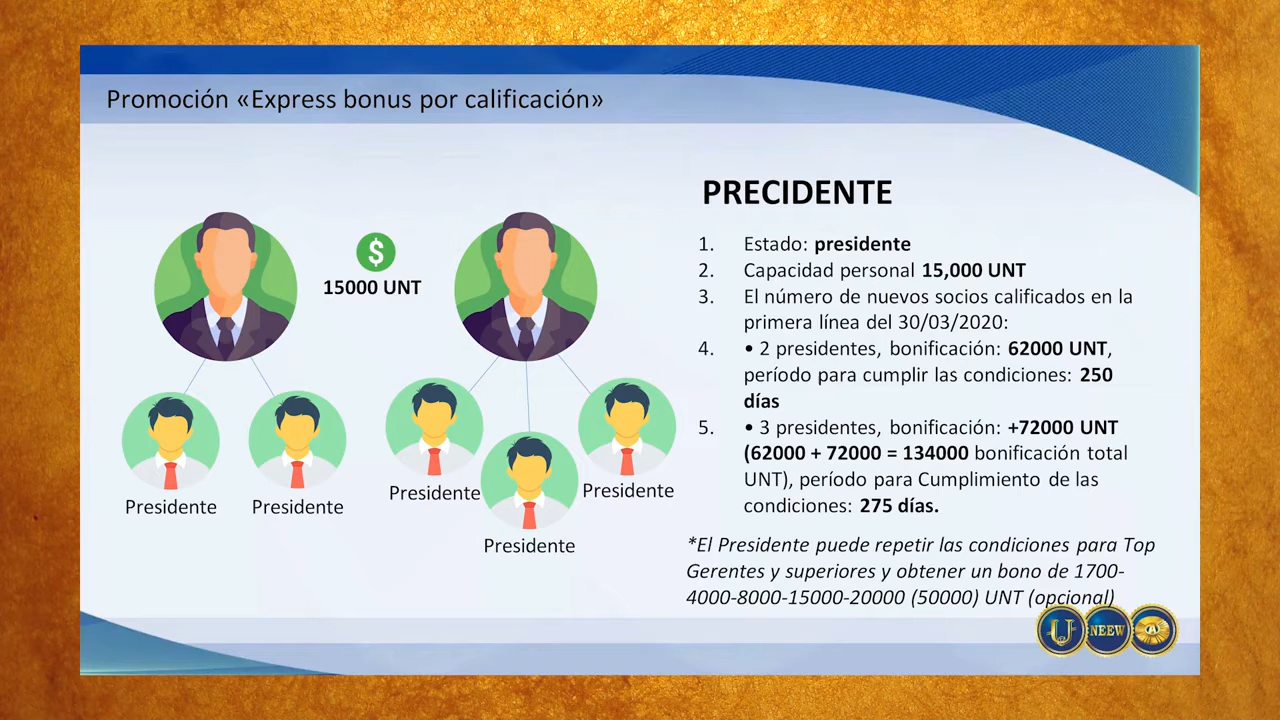 Promoción «Express bonus por calificación»
PRECIDENTE
15000 UNT
Presidente
Presidente
Presidente
Presidente
Presidente
1. Estado: presidente
2. Capacidad personal 15,000 UNT
3. El número de nuevos socios calificados en la
primera línea del 30/03/2020:
4. • 2 presidentes, bonificación: 62000 UNT,
período para cumplir las condiciones: 250
días
5. • 3 presidentes, bonificación: +72000 UNT
(62000 + 72000 = 134000 bonificación total
UNT), período para Cumplimiento de las
condiciones: 275 días.
*El Presidente puede repetir las condiciones para Top
Gerentes y superiores y obtener un bono de 1700-
4000-8000-15000-20000 (50000) UNT (opcional)
NEEW